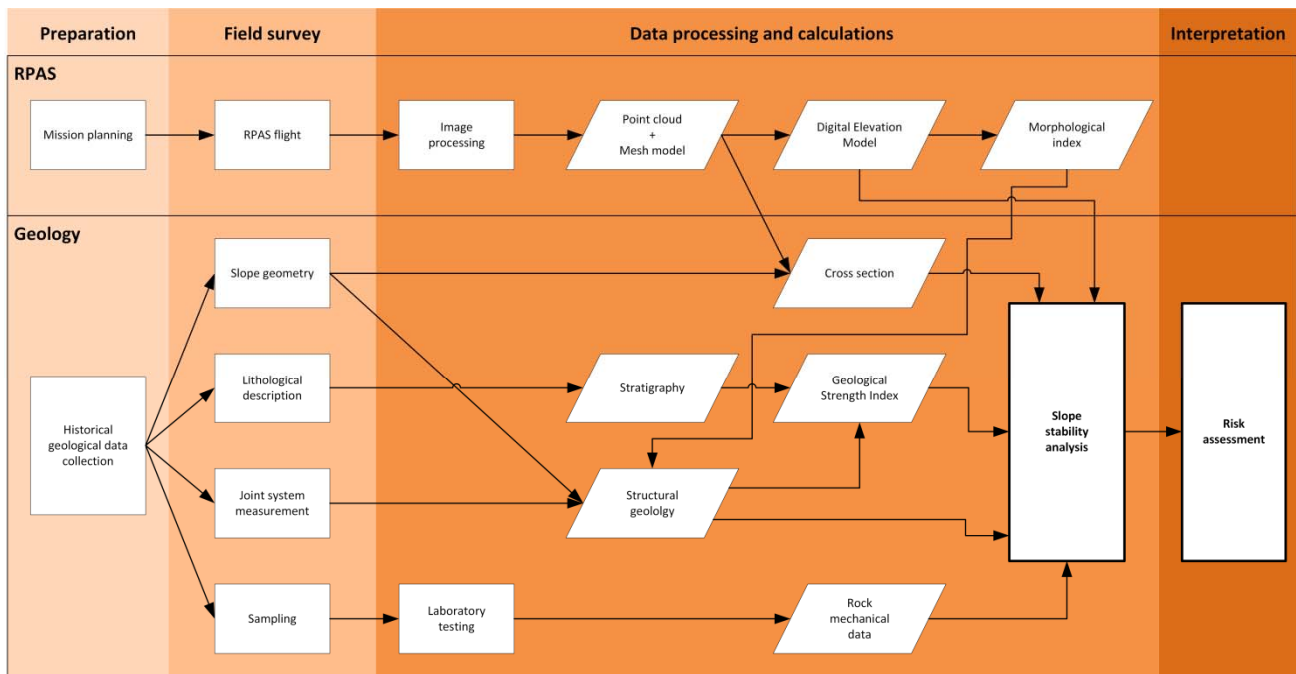 Preparation
Field survey
Data processing and calculations
Interpretation
RPAS
Mission planning
RPAS flight
Image
processing
Point cloud
+
Mesh model
Digital Elevation
Model
Morphological
index
Geology
Slope geometry
Cross section
Historical
geological data
collection
Lithological
description
Stratigraphy
Geological
Strength Index
Slope
stability
analysis
Risk
assessment
Joint system
measurement
Structural
geololgy
Sampling
Laboratory
testing
Rock
mechanical
data